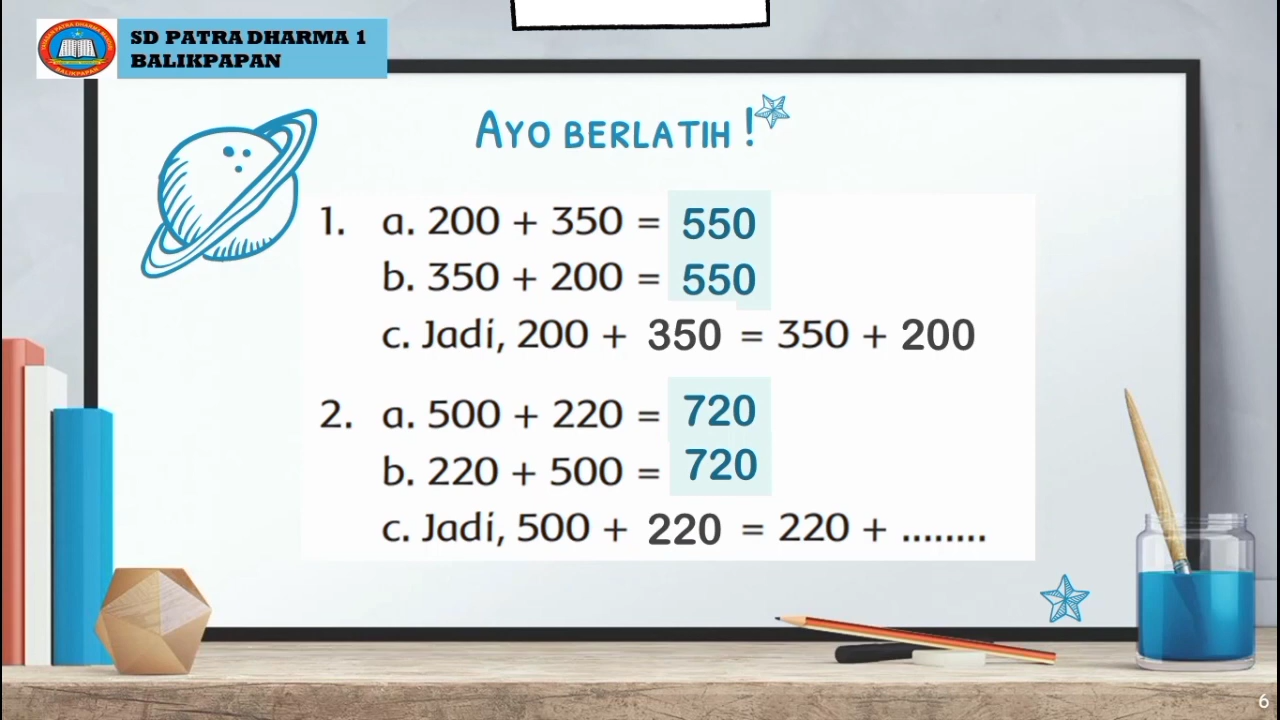 SD PATRA DHARMA 1
BALIKPAPAN
AYO BERLATIH !
1. a. 200 + 350 = 550
b. 350 + 200 = 550
c. Jadi, 200 + 350 = 350 + 200
2. a. 500 + 220 = 720
b. 220 + 500 = 720
c. Jadi, 500 + 220 = 220 + ........
6